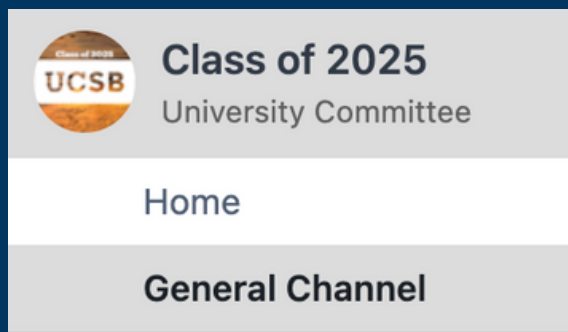 Class of 2025
UCSB
Class of 2025
University Committee
Home
General Channel